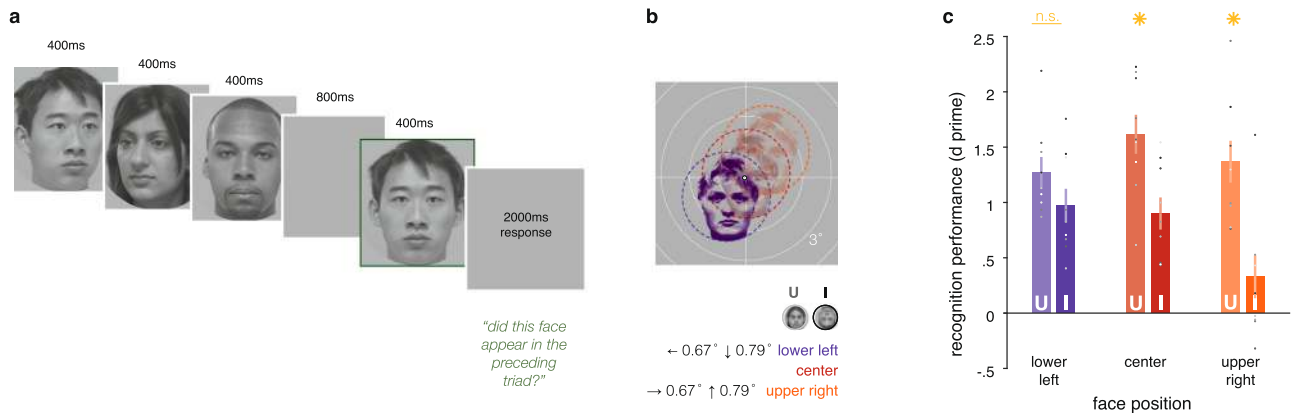 a
400ms
400ms
400ms
800ms
400ms
2000ms
response
"did this face
appear in the
preceding
triad?"
b
3°
U I
← 0.67° ↓ 0.79° lower left
center
→ 0.67° ↑ 0.79° upper right
c
n.s. * *
recognition performance (d prime)
2.5
2
1.5
1
.5
0
-.5
U I U I U I
lower
left
center
upper
right
face position